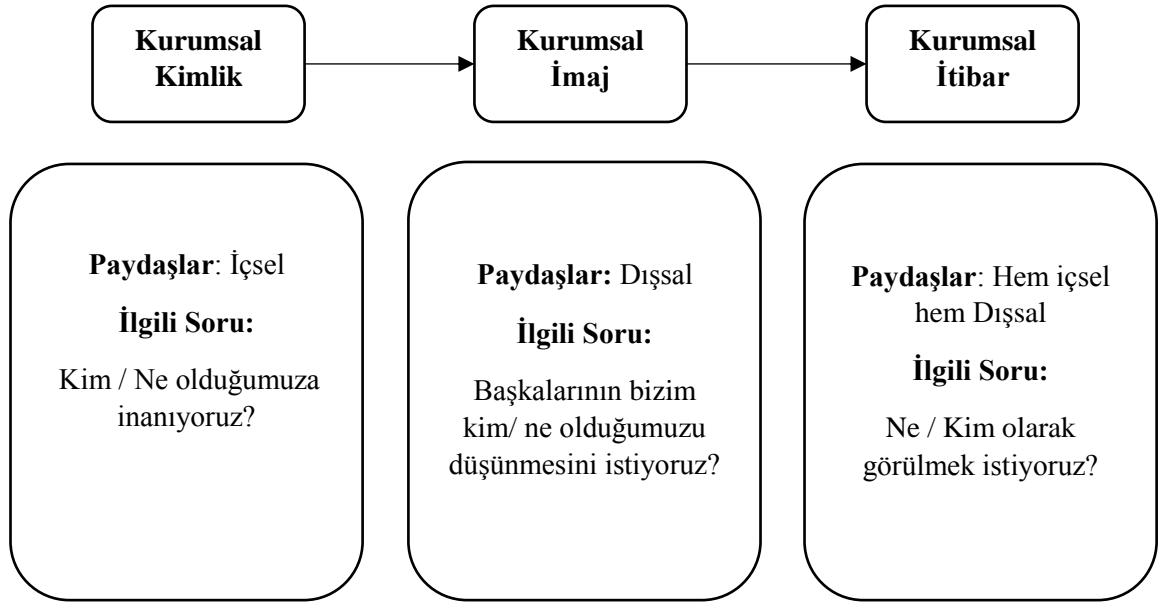 Kurumsal
Kimlik
Kurumsal
İmaj
Kurumsal
İtibar
Paydaşlar: İçsel
İlgili Soru:
Kim / Ne olduğumuza
inanıyoruz?
Paydaşlar: Dışsal
İlgili Soru:
Başkalarının bizim
kim/ ne olduğumuzu
düşünmesini istiyoruz?
Paydaşlar: Hem içsel
hem Dışsal
İlgili Soru:
Ne / Kim olarak
görülmek istiyoruz?